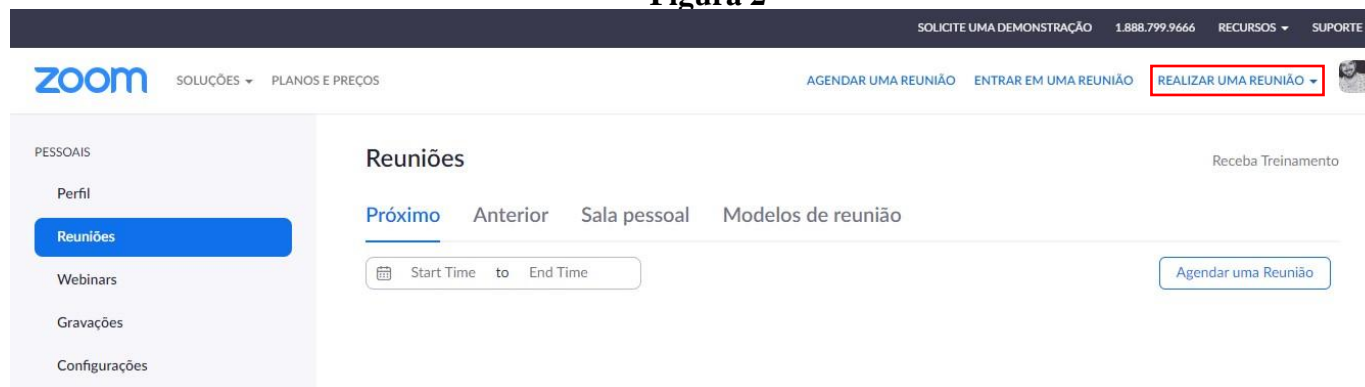 Figura 2
SOLICITE UMA DEMONSTRAÇÃO 1.888.799.9666 RECURSOS SUPORTE
zoom SOLUÇÕES PLANOS E PREÇOS AGENDAR UMA REUNIÃO ENTRAR EM UMA REUNIÃO REALIZAR UMA REUNIÃO
PESSOAIS
Perfil
Reuniões
Webinars
Gravações
Configurações
Reuniões Receba Treinamento
Próximo Anterior Sala pessoal Modelos de reunião
Start Time to End Time Agendar uma Reunião